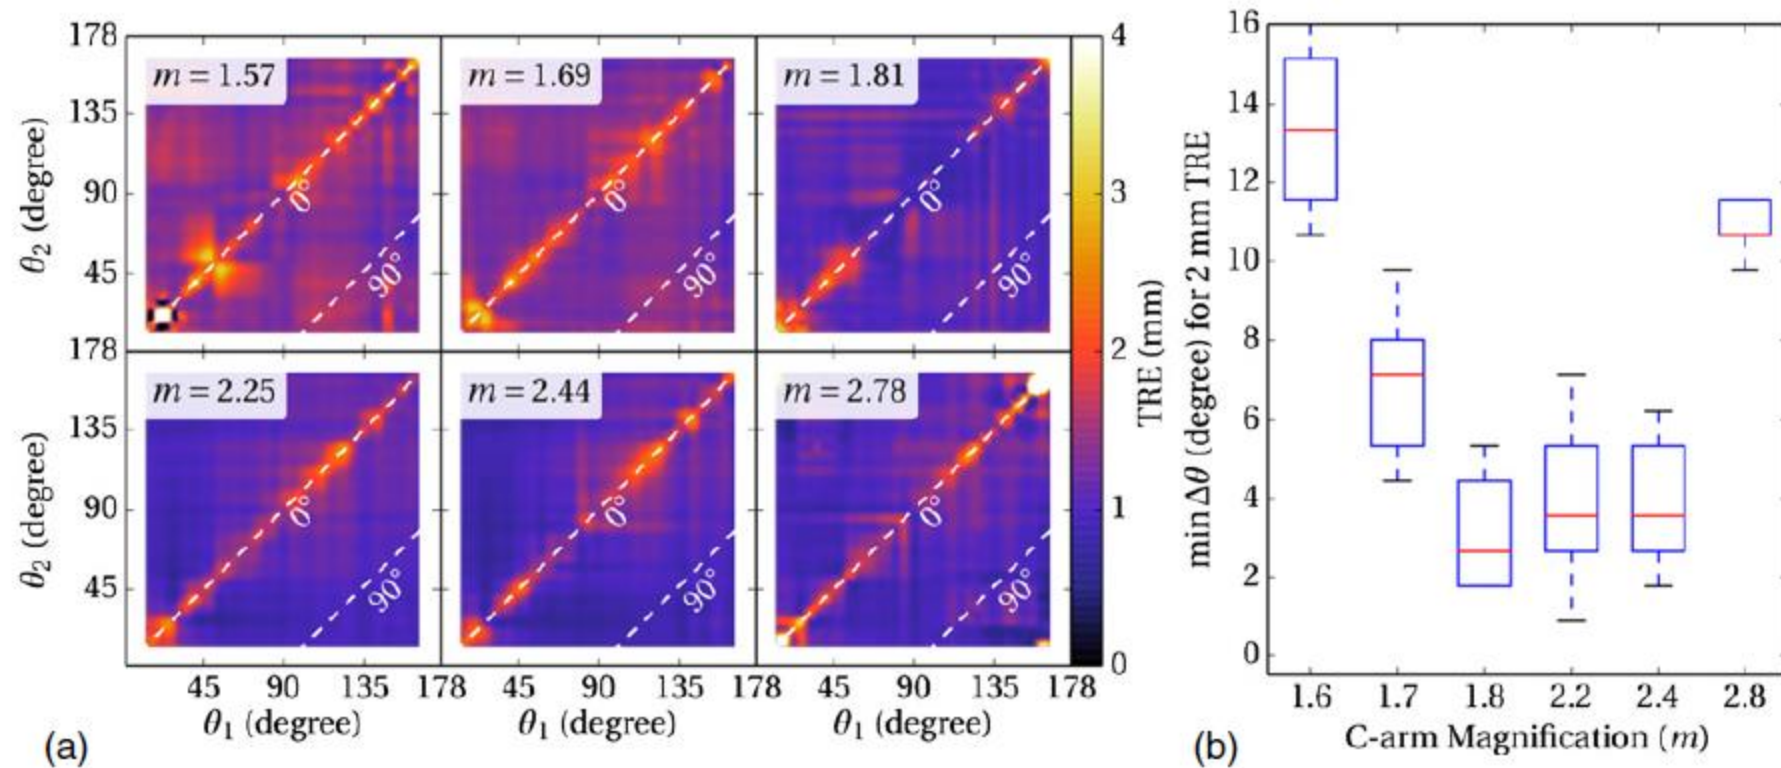 178
135
90
45
θ2 (degree)
m = 1.57
0°
90°
m = 1.69
0°
90°
m = 1.81
0°
90°
178
135
90
45
θ2 (degree)
m = 2.25
0°
90°
m = 2.44
0°
90°
m = 2.78
0°
90°
45 90 135 178
45 90 135 178
45 90 135 178
θ1 (degree)
θ1 (degree)
θ1 (degree)
4
3
2
1
0
TRE (mm)
(a)
16
14
12
10
8
6
4
2
0
min Δθ (degree) for 2 mm TRE
1.6 1.7 1.8 2.2 2.4 2.8
C-arm Magnification (m)
(b)